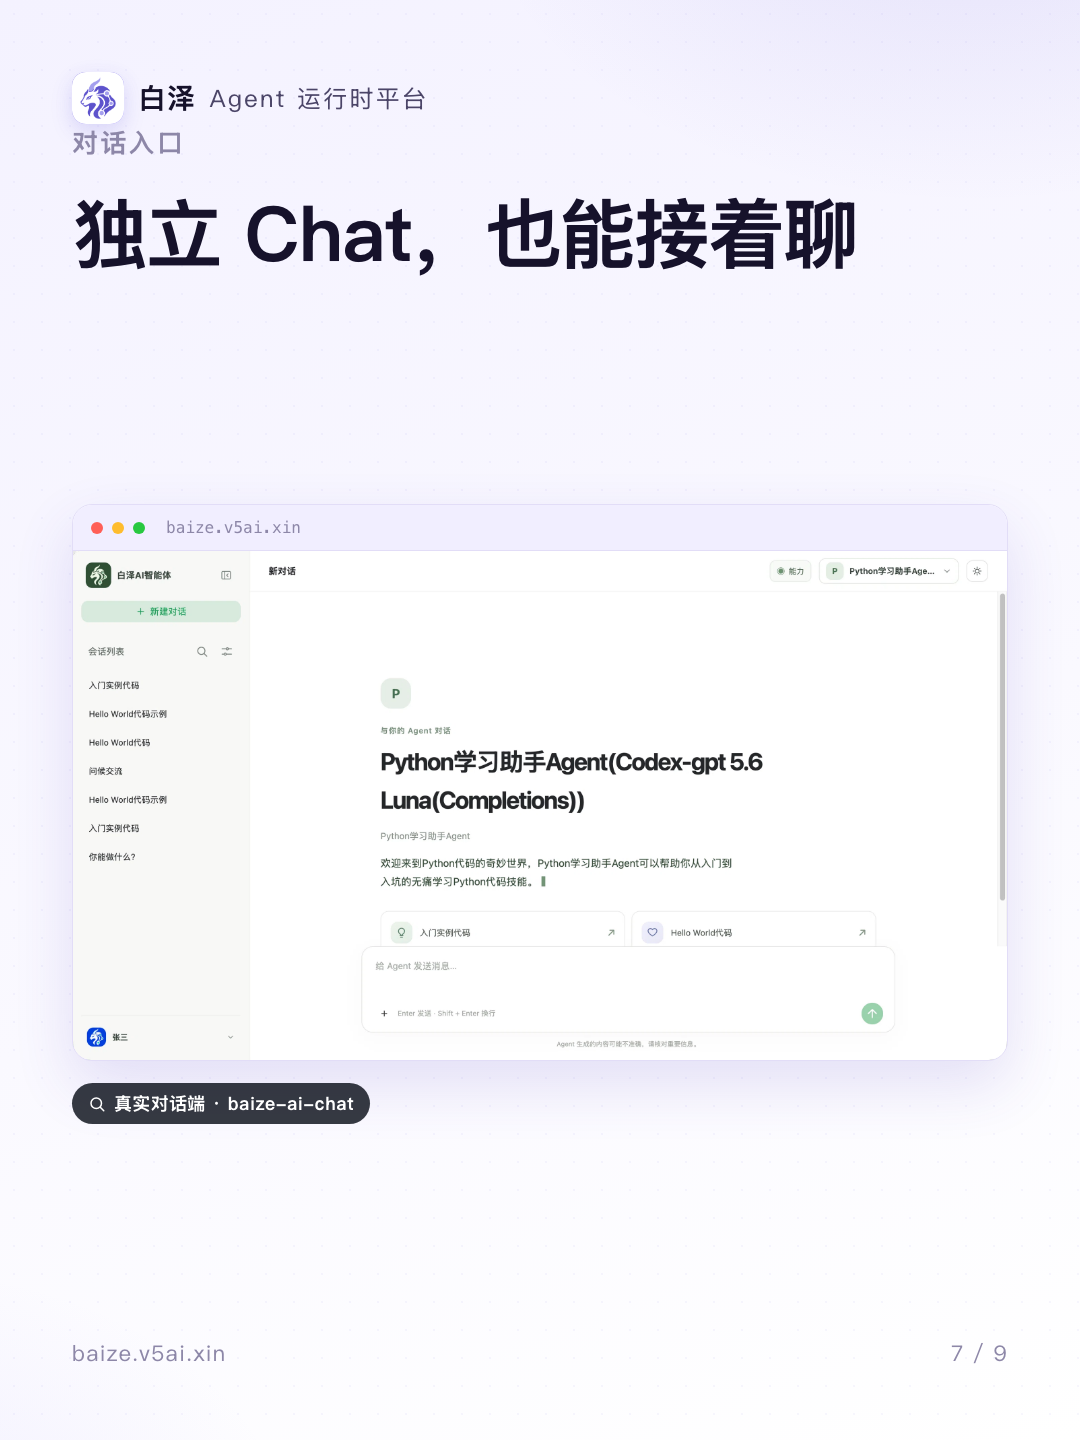 白泽 Agent 运行时平台
对话入口
独立 Chat，也能接着聊
baize.v5ai.xin
白泽AI智能体
新对话
能力
P
Python学习助手Age...
+ 新建对话
会话列表
入门实例代码
Hello World代码示例
Hello World代码
问候交流
Hello World代码示例
入门实例代码
你能做什么?
张三
P
与你的 Agent 对话
Python学习助手Agent(Codex-gpt 5.6
Luna(Completions))
Python学习助手Agent
欢迎来到Python代码的奇妙世界，Python学习助手Agent可以帮助你从入门到
入坑的无痛学习Python代码技能。
入门实例代码
Hello World代码
给 Agent 发送消息...
+ Enter 发送 · Shift + Enter 换行
Agent 生成的内容可能不准确，请核对重要信息。
真实对话端 · baize-ai-chat
baize.v5ai.xin
7 / 9